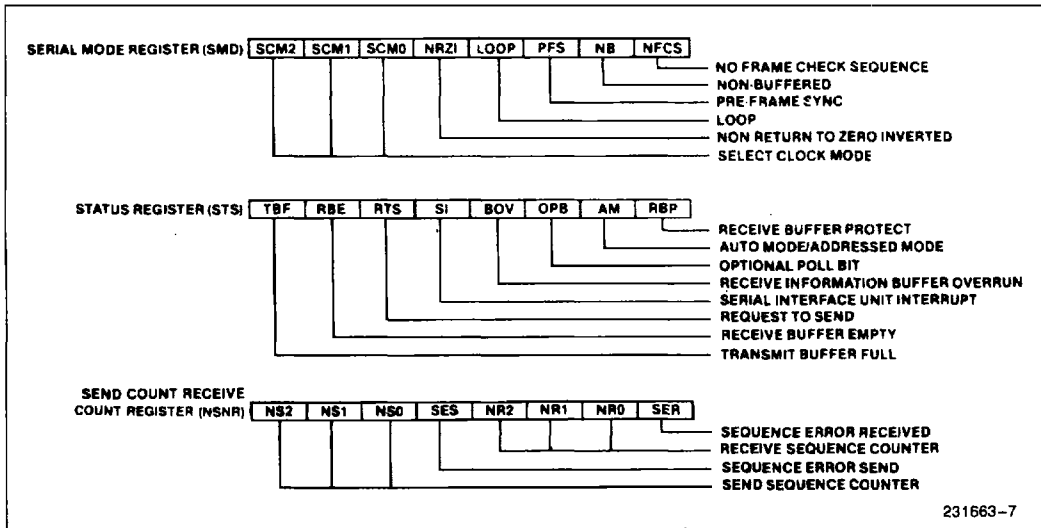 SERIAL MODE REGISTER (SMD) SCM2 SCM1 SCM0 NRZI LOOP PFS NB NFCS
NO FRAME CHECK SEQUENCE
NON-BUFFERED
PRE-FRAME SYNC
LOOP
NON RETURN TO ZERO INVERTED
SELECT CLOCK MODE
STATUS REGISTER (STS) TBF RBE RTS SI BOV OPB AM RBP
RECEIVE BUFFER PROTECT
AUTO MODE/ADDRESSED MODE
OPTIONAL POLL BIT
RECEIVE INFORMATION BUFFER OVERRUN
SERIAL INTERFACE UNIT INTERRUPT
REQUEST TO SEND
RECEIVE BUFFER EMPTY
TRANSMIT BUFFER FULL
SEND COUNT RECEIVE
COUNT REGISTER (NSNR) NS2 NS1 NS0 SES NR2 NR1 NR0 SER
SEQUENCE ERROR RECEIVED
RECEIVE SEQUENCE COUNTER
SEQUENCE ERROR SEND
SEND SEQUENCE COUNTER
231663-7